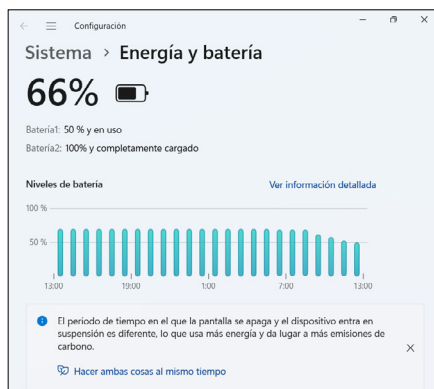 Configuración
Sistema > Energía y batería
66%
Batería1: 50 % y en uso
Batería2: 100% y completamente cargado
Niveles de batería
Ver información detallada
100 %
50 %
13:00 19:00 1:00 7:00 13:00
El periodo de tiempo en el que la pantalla se apaga y el dispositivo entra en
suspensión es diferente, lo que usa más energía y da lugar a más emisiones de
carbono.
Hacer ambas cosas al mismo tiempo